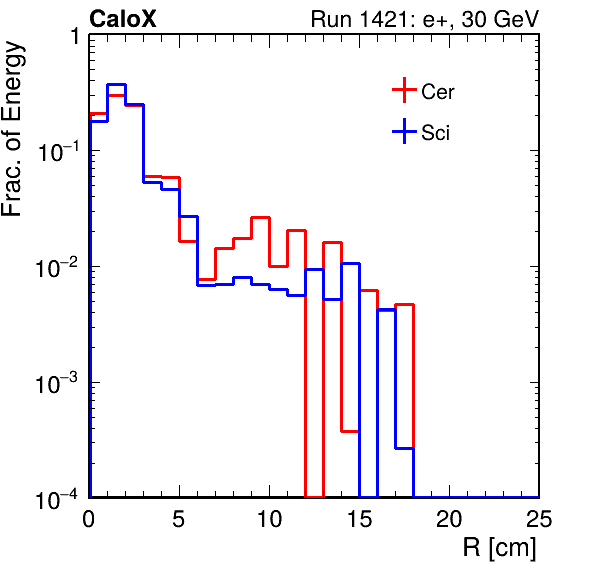 CaloX Run 1421: e+, 30 GeV
Frac. of Energy
1
10⁻¹
10⁻²
10⁻³
10⁻⁴
Cer
Sci
0 5 10 15 20 25
R [cm]